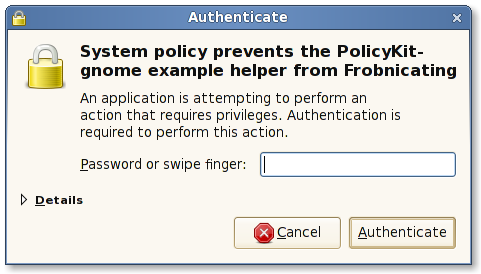 Authenticate
System policy prevents the PolicyKit-
gnome example helper from Frobnicating
An application is attempting to perform an
action that requires privileges. Authentication is
required to perform this action.
Password or swipe finger:
Details
Cancel
Authenticate